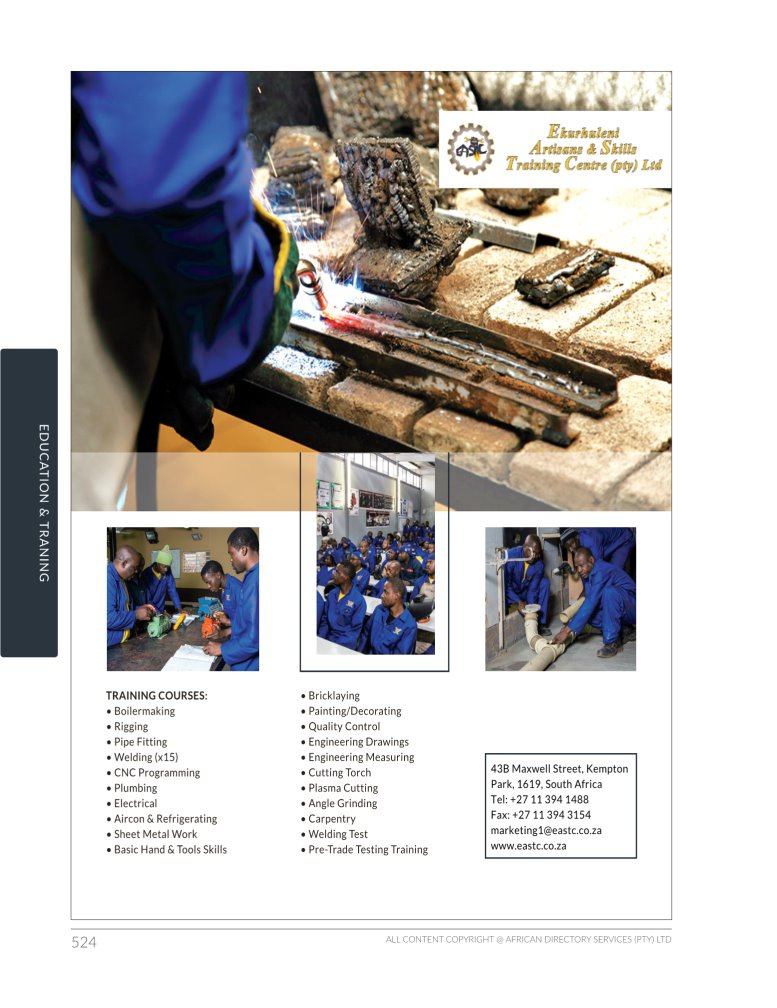 EASTC
Ekurhuleni
Artisans & Skills
Training Centre (pty) Ltd
EDUCATION & TRANING
TRAINING COURSES:
• Boilermaking
• Rigging
• Pipe Fitting
• Welding (x15)
• CNC Programming
• Plumbing
• Electrical
• Aircon & Refrigerating
• Sheet Metal Work
• Basic Hand & Tools Skills
• Bricklaying
• Painting/Decorating
• Quality Control
• Engineering Drawings
• Engineering Measuring
• Cutting Torch
• Plasma Cutting
• Angle Grinding
• Carpentry
• Welding Test
• Pre-Trade Testing Training
43B Maxwell Street, Kempton
Park, 1619, South Africa
Tel: +27 11 394 1488
Fax: +27 11 394 3154
marketing1@eastc.co.za
www.eastc.co.za
524
ALL CONTENT COPYRIGHT @ AFRICAN DIRECTORY SERVICES (PTY) LTD